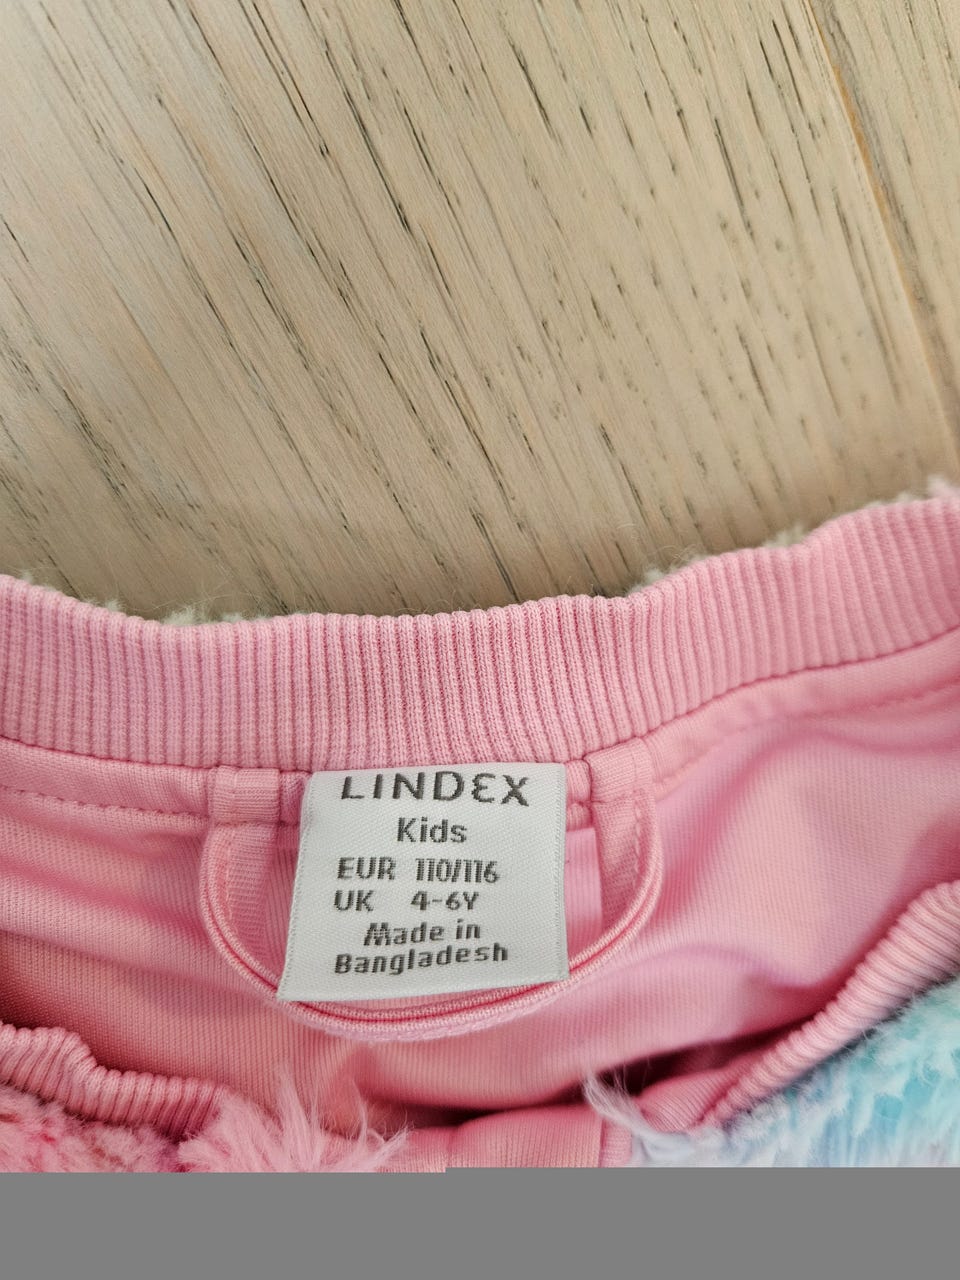 LINDEX
Kids
EUR 110/116
UK 4-6Y
Made in
Bangladesh